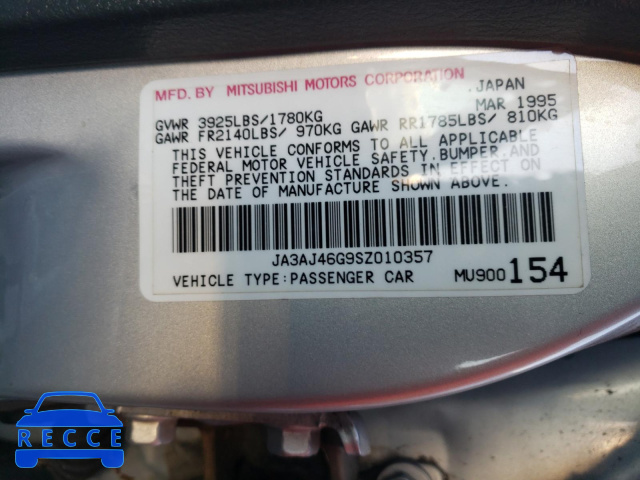 MFD. BY MITSUBISHI MOTORS CORPORATION
JAPAN
MAR 1995
GVWR 3925LBS/1780KG
GAWR FR2140LBS/ 970KG GAWR RR1785LBS/ 810KG
THIS VEHICLE CONFORMS TO ALL APPLICABLE
FEDERAL MOTOR VEHICLE SAFETY, BUMPER, AND
THEFT PREVENTION STANDARDS IN EFFECT ON
THE DATE OF MANUFACTURE SHOWN ABOVE.
JA3AJ46G9SZ010357
VEHICLE TYPE:PASSENGER CAR MU900154
RECCE